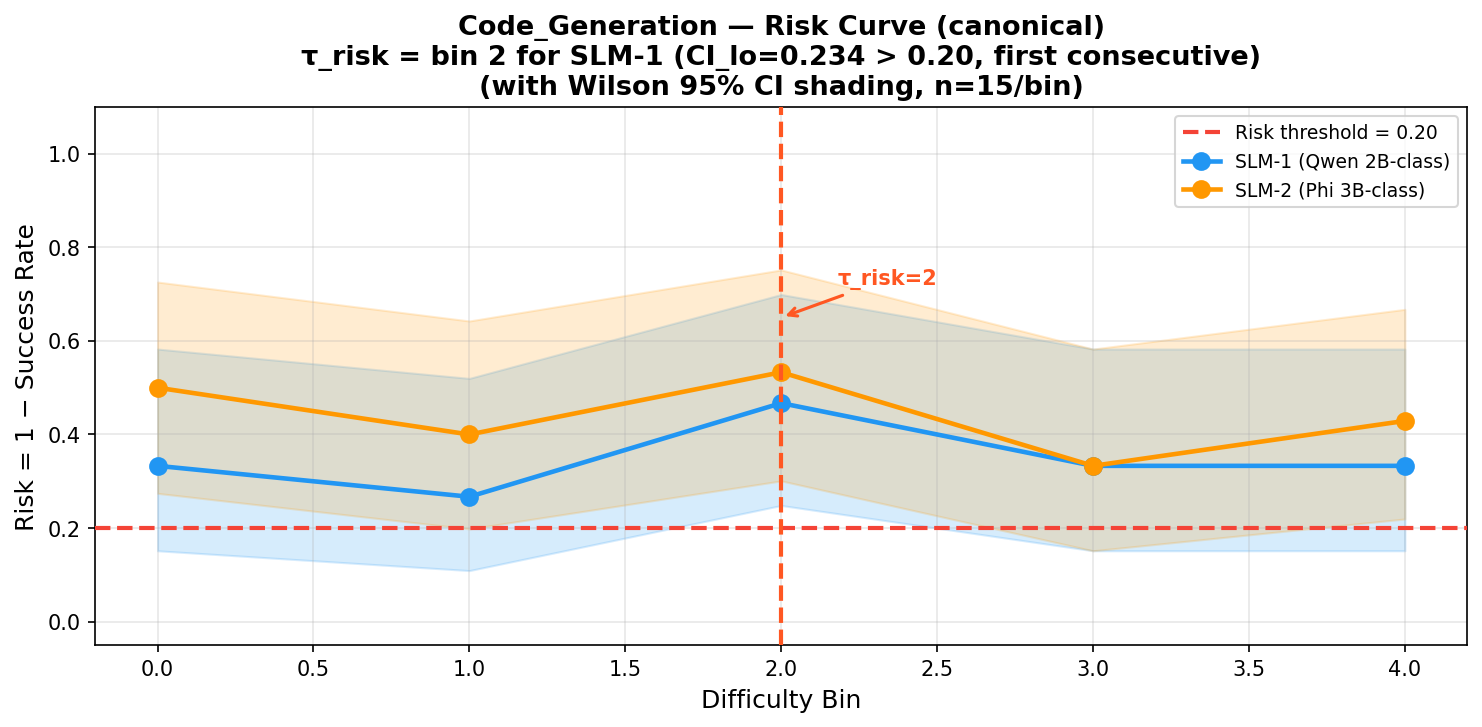 Code_Generation — Risk Curve (canonical)
τ_risk = bin 2 for SLM-1 (CI_lo=0.234 > 0.20, first consecutive)
(with Wilson 95% CI shading, n=15/bin)
Risk threshold = 0.20
SLM-1 (Qwen 2B-class)
SLM-2 (Phi 3B-class)
τ_risk=2
Risk = 1 − Success Rate
1.0
0.8
0.6
0.4
0.2
0.0
0.0 0.5 1.0 1.5 2.0 2.5 3.0 3.5 4.0
Difficulty Bin